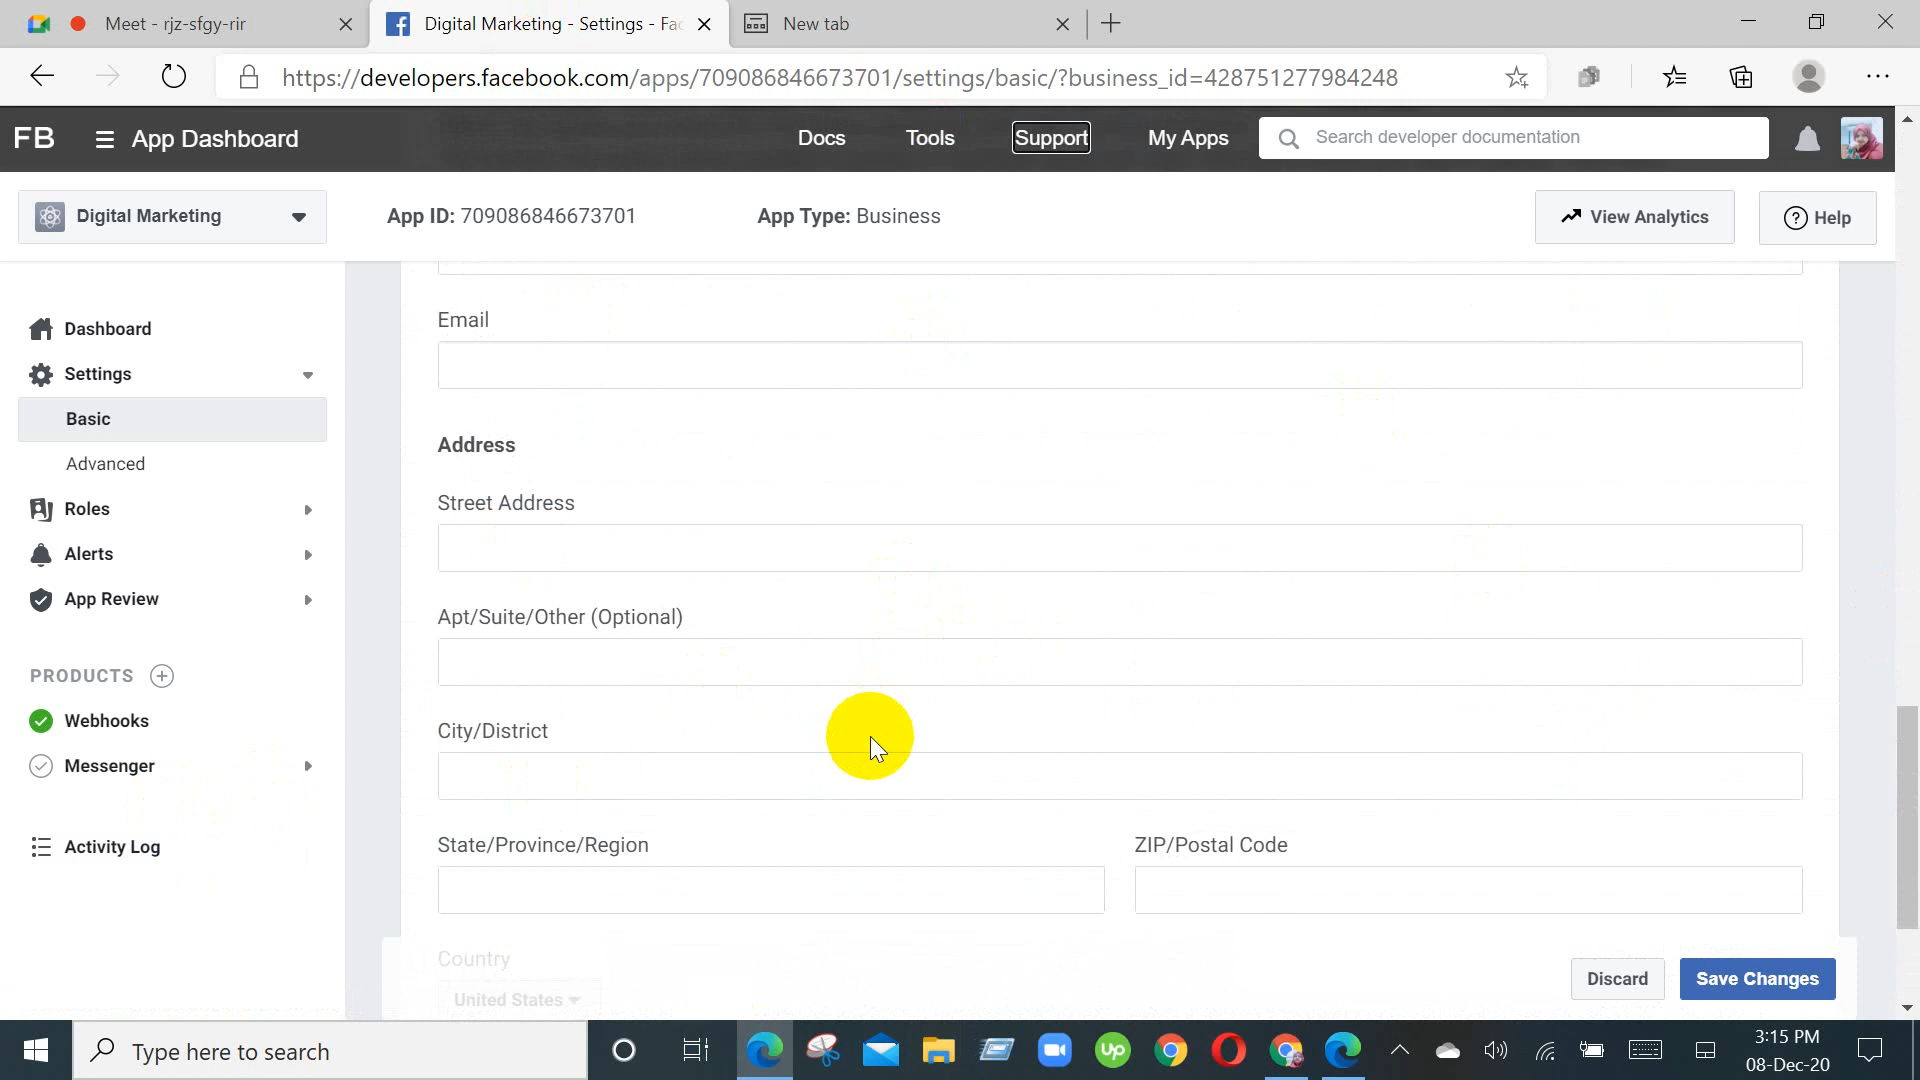 Meet - rjz-sfgy-rir
Digital Marketing - Settings - Fac
New tab
https://developers.facebook.com/apps/709086846673701/settings/basic/?business_id=428751277984248
FB
App Dashboard
Docs
Tools
Support
My Apps
Search developer documentation
Digital Marketing
App ID: 709086846673701
App Type: Business
View Analytics
Help
Dashboard
Settings
Basic
Advanced
Roles
Alerts
App Review
PRODUCTS
Webhooks
Messenger
Activity Log
Email
Address
Street Address
Apt/Suite/Other (Optional)
City/District
State/Province/Region
ZIP/Postal Code
Country
United States
Discard
Save Changes
Type here to search
Up
3:15 PM
08-Dec-20